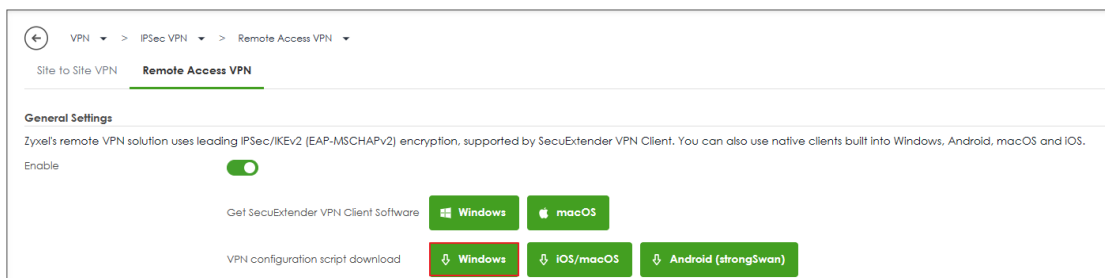 VPN > IPSec VPN > Remote Access VPN
Site to Site VPN Remote Access VPN
General Settings
Zyxel's remote VPN solution uses leading IPSec/IKEv2 (EAP-MSCHAPv2) encryption, supported by SecuExtender VPN Client. You can also use native clients built into Windows, Android, macOS and iOS.
Enable
Get SecuExtender VPN Client Software Windows macOS
VPN configuration script download Windows iOS/macOS Android (strongSwan)